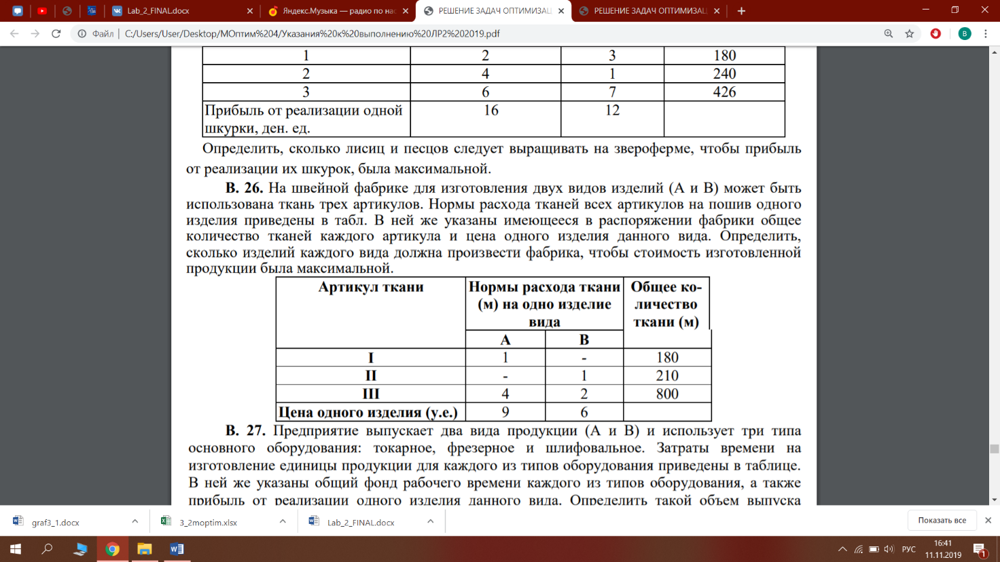 Lab_2_FINAL.docx
Яндекс.Музыка — радио по нас
РЕШЕНИЕ ЗАДАЧ ОПТИМИЗАЦ
РЕШЕНИЕ ЗАДАЧ ОПТИМИЗАЦ
Файл | C:/Users/User/Desktop/МОптим%204/Указания%20к%20выполнению%20ЛР2%202019.pdf
В
1 2 3 180
2 4 1 240
3 6 7 426
Прибыль от реализации одной 16 12
шкурки, ден. ед.
Определить, сколько лисиц и песцов следует выращивать на звероферме, чтобы прибыль
от реализации их шкурок, была максимальной.
В. 26. На швейной фабрике для изготовления двух видов изделий (А и В) может быть
использована ткань трех артикулов. Нормы расхода тканей всех артикулов на пошив одного
изделия приведены в табл. В ней же указаны имеющееся в распоряжении фабрики общее
количество тканей каждого артикула и цена одного изделия данного вида. Определить,
сколько изделий каждого вида должна произвести фабрика, чтобы стоимость изготовленной
продукции была максимальной.
Артикул ткани Нормы расхода ткани Общее ко-
(м) на одно изделие личество
вида ткани (м)
А В
I 1 - 180
II - 1 210
III 4 2 800
Цена одного изделия (у.е.) 9 6
В. 27. Предприятие выпускает два вида продукции (А и В) и использует три типа
основного оборудования: токарное, фрезерное и шлифовальное. Затраты времени на
изготовление единицы продукции для каждого из типов оборудования приведены в таблице.
В ней же указаны общий фонд рабочего времени каждого из типов оборудования, а также
прибыль от реализации одного изделия данного вида. Определить такой объем выпуска
graf3_1.docx
3_2moptim.xlsx
Lab_2_FINAL.docx
Показать все
РУС
16:41
11.11.2019
1